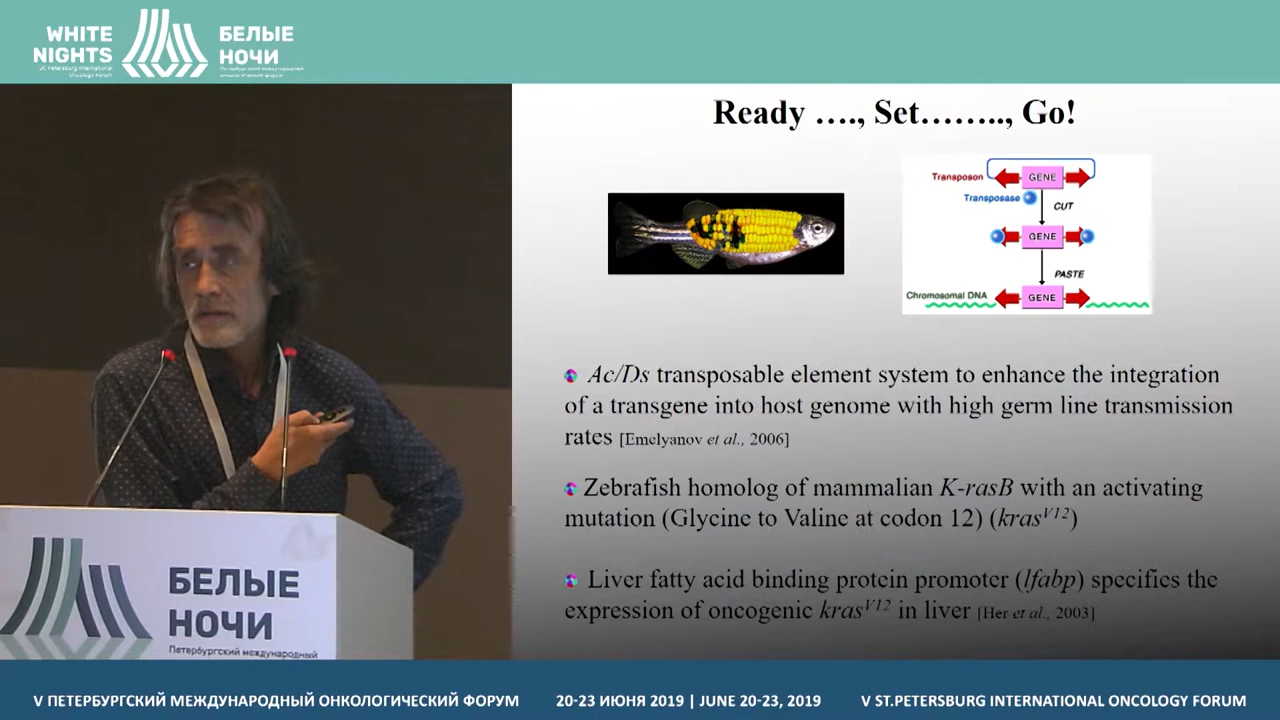 WHITE
NIGHTS
St. Petersburg International
Oncology Forum
БЕЛЫЕ
НОЧИ
Петербургский международный
онкологический форум
Ready …., Set…….., Go!
Transposon
GENE
Transposase
CUT
GENE
PASTE
Chromosomal DNA
GENE
Ac/Ds transposable element system to enhance the integration
of a transgene into host genome with high germ line transmission
rates [Emelyanov et al., 2006]
Zebrafish homolog of mammalian K-rasB with an activating
mutation (Glycine to Valine at codon 12) (krasV12)
Liver fatty acid binding protein promoter (lfabp) specifies the
expression of oncogenic krasV12 in liver [Her et al., 2003]
БЕЛЫЕ
НОЧИ
Петербургский международный
V ПЕТЕРБУРГСКИЙ МЕЖДУНАРОДНЫЙ ОНКОЛОГИЧЕСКИЙ ФОРУМ
20-23 ИЮНЯ 2019 | JUNE 20-23, 2019
V ST.PETERSBURG INTERNATIONAL ONCOLOGY FORUM